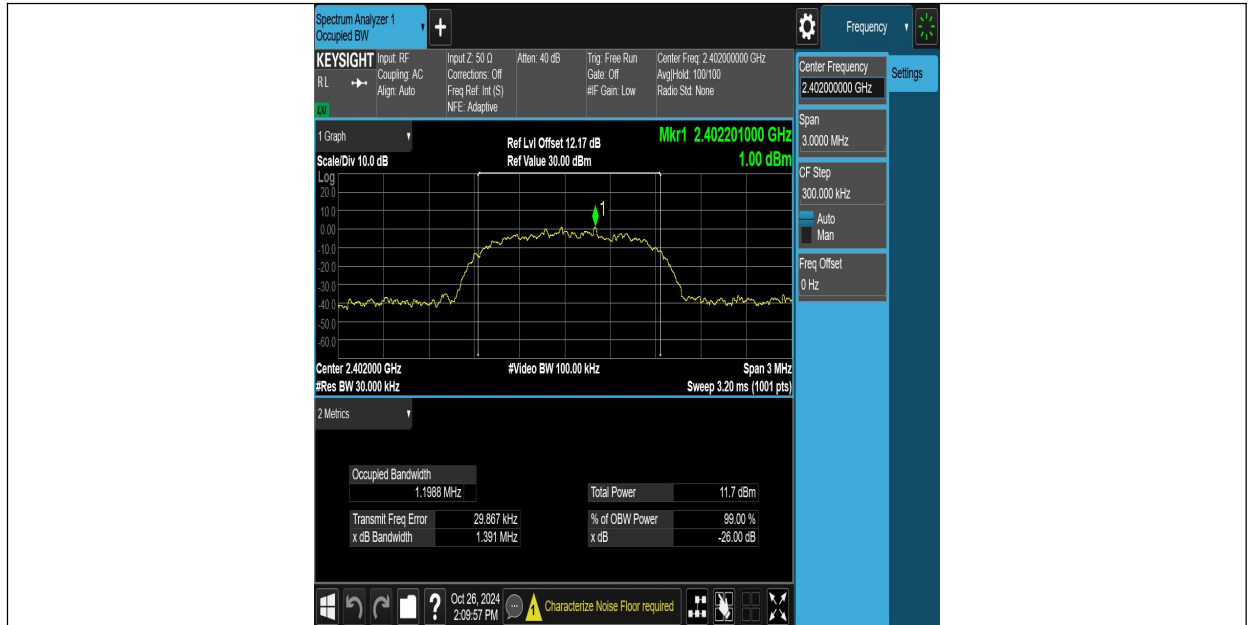 Spectrum Analyzer 1
Occupied BW
+
Frequency
KEYSIGHT
R L
LXI
Input: RF
Coupling: AC
Align: Auto
Input Z: 50 Ω
Corrections: Off
Freq Ref: Int (S)
NFE: Adaptive
Atten: 40 dB
Trig: Free Run
Gate: Off
#IF Gain: Low
Center Freq: 2.402000000 GHz
Avg|Hold: 100/100
Radio Std: None
Center Frequency
2.402000000 GHz
Settings
Span
3.0000 MHz
CF Step
300.000 kHz
Auto
Man
Freq Offset
0 Hz
1 Graph
Scale/Div 10.0 dB
Ref Lvl Offset 12.17 dB
Ref Value 30.00 dBm
Mkr1 2.402201000 GHz
1.00 dBm
Log
20.0
10.0
0.00
-10.0
-20.0
-30.0
-40.0
-50.0
-60.0
1
Center 2.402000 GHz
#Res BW 30.000 kHz
#Video BW 100.00 kHz
Span 3 MHz
Sweep 3.20 ms (1001 pts)
2 Metrics
Occupied Bandwidth
1.1988 MHz
Transmit Freq Error 29.867 kHz
x dB Bandwidth 1.391 MHz
Total Power 11.7 dBm
% of OBW Power 99.00 %
x dB -26.00 dB
?
Oct 26, 2024
2:09:57 PM
1
Characterize Noise Floor required